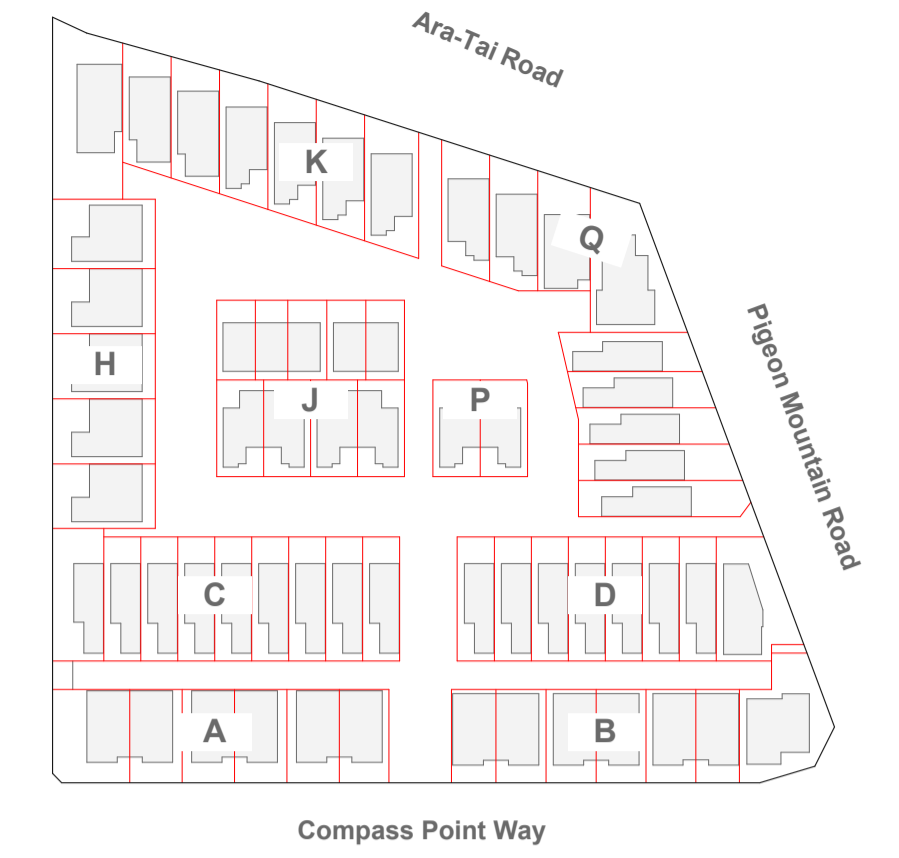 Ara-Tai Road
K
Q
Pigeon Mountain Road
H
J
P
C
D
A
B
Compass Point Way